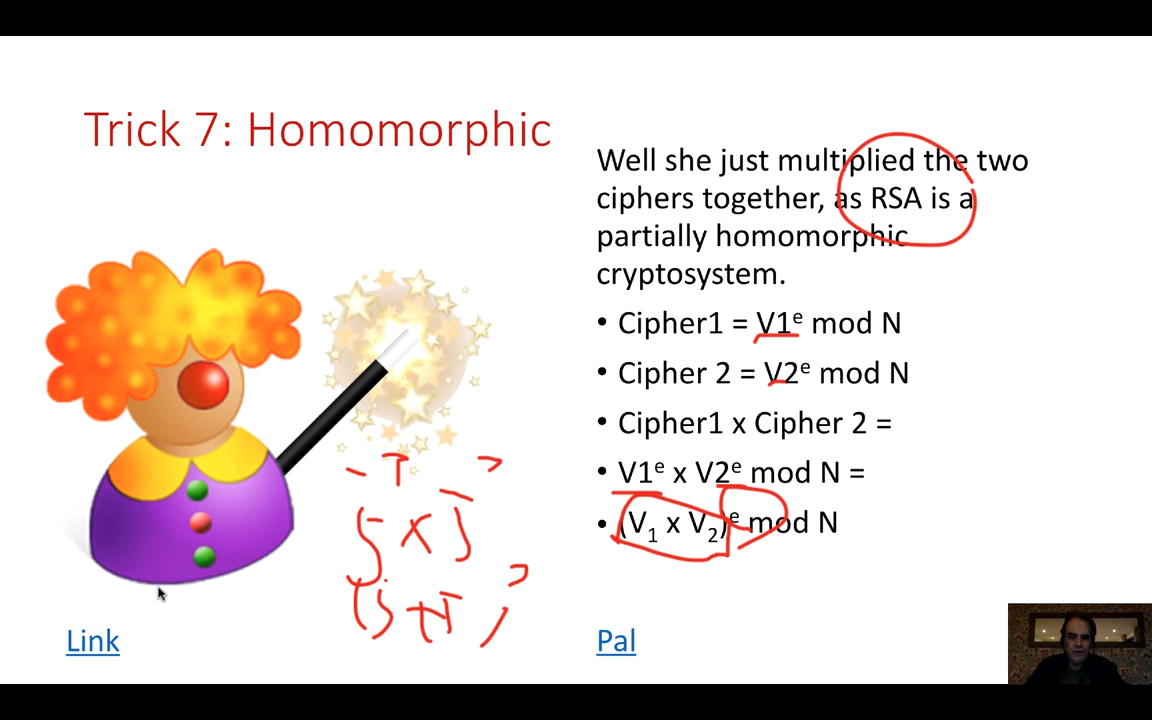 Trick 7: Homomorphic
Well she just multiplied the two
ciphers together, as RSA is a
partially homomorphic
cryptosystem.
• Cipher1 = V1ᵉ mod N
• Cipher 2 = V2ᵉ mod N
• Cipher1 x Cipher 2 =
• V1ᵉ x V2ᵉ mod N =
• (V₁ x V₂)ᵉ mod N
Link
Pal